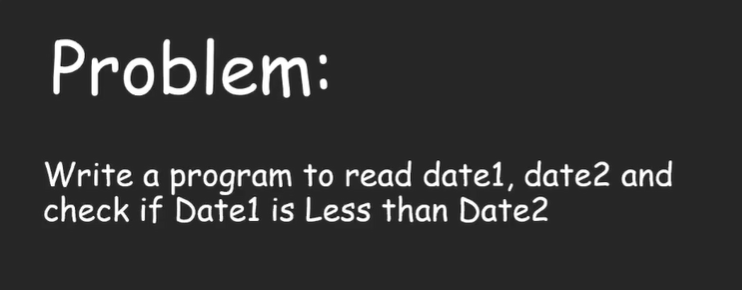 Problem:
Write a program to read date1, date2 and
check if Date1 is Less than Date2